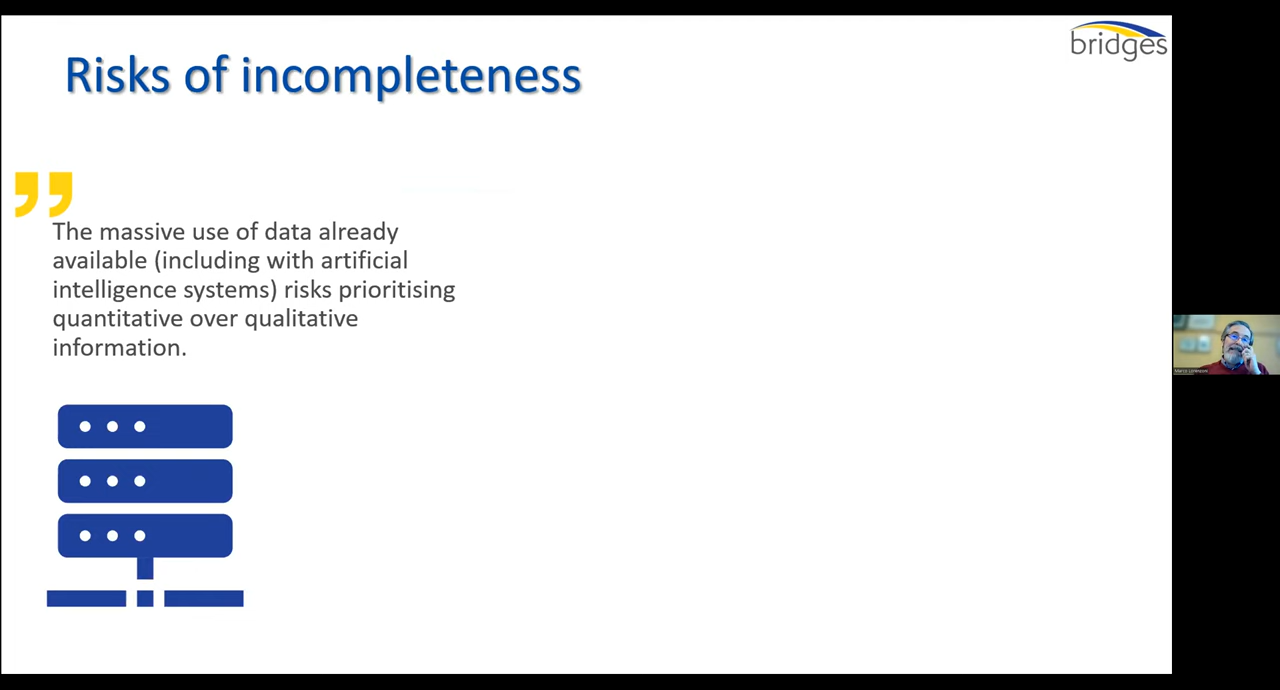 bridges
Risks of incompleteness
The massive use of data already
available (including with artificial
intelligence systems) risks prioritising
quantitative over qualitative
information.